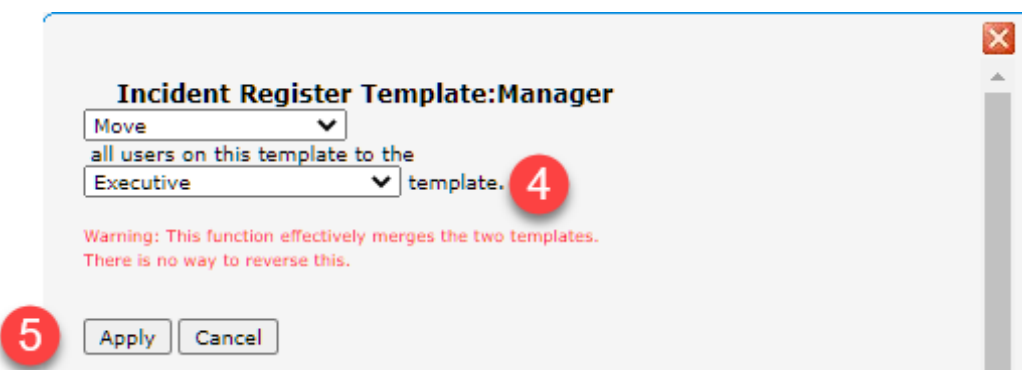 Incident Register Template:Manager
Move
all users on this template to the
Executive template. 4
Warning: This function effectively merges the two templates.
There is no way to reverse this.
5 Apply Cancel